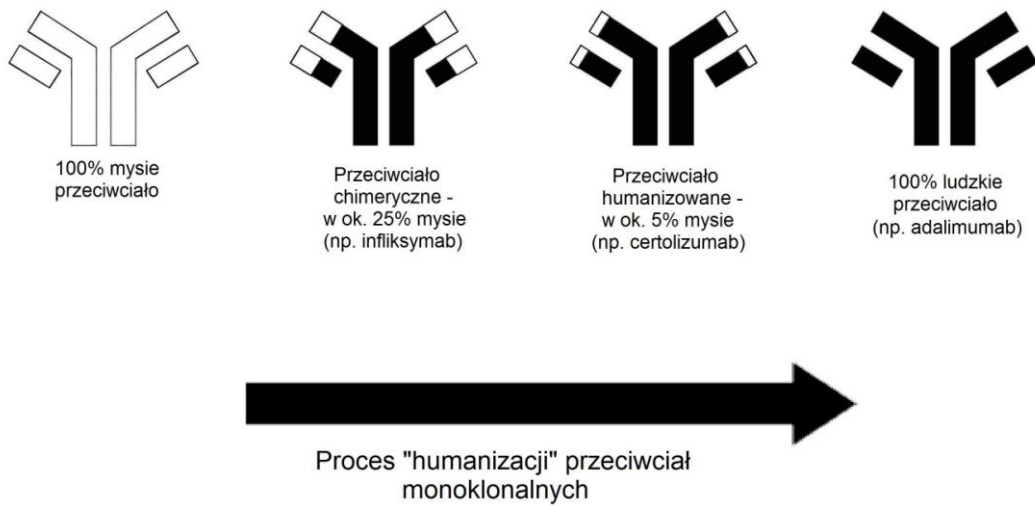 100% mysie
przeciwciało
Przeciwciało
chimeryczne -
w ok. 25% mysie
(np. infliksymab)
Przeciwciało
humanizowane -
w ok. 5% mysie
(np. certolizumab)
100% ludzkie
przeciwciało
(np. adalimumab)
Proces "humanizacji" przeciwciał
monoklonalnych